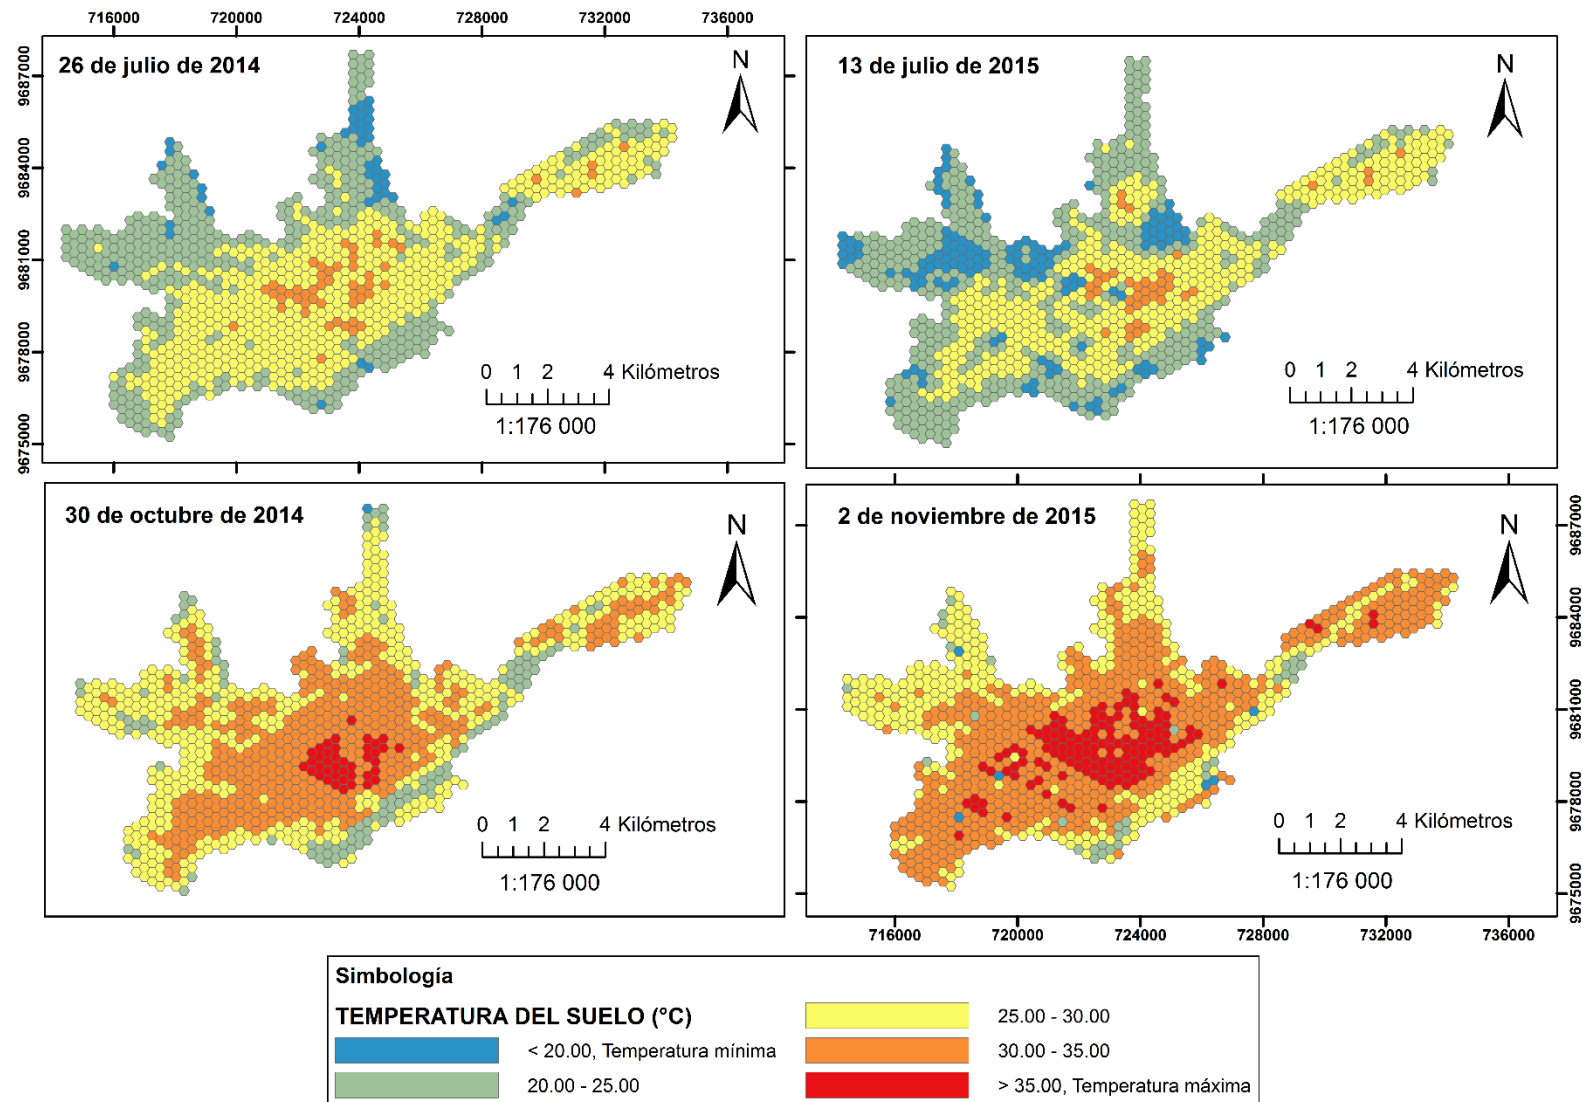 716000 720000 724000 728000 732000 736000
26 de julio de 2014
N
9687000
9684000
9681000
9678000
9675000
0 1 2 4 Kilómetros
1:176 000
13 de julio de 2015
N
0 1 2 4 Kilómetros
1:176 000
30 de octubre de 2014
N
0 1 2 4 Kilómetros
1:176 000
2 de noviembre de 2015
N
9687000
9684000
9681000
9678000
9675000
0 1 2 4 Kilómetros
1:176 000
716000 720000 724000 728000 732000 736000
Simbología
TEMPERATURA DEL SUELO (°C)
< 20.00, Temperatura mínima
20.00 - 25.00
25.00 - 30.00
30.00 - 35.00
> 35.00, Temperatura máxima